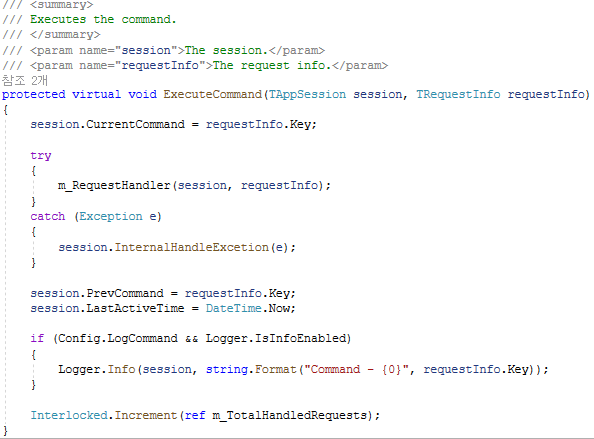 /// <summary>
/// Executes the command.
/// </summary>
/// <param name="session">The session.</param>
/// <param name="requestInfo">The request info.</param>
참조 2개
protected virtual void ExecuteCommand(TAppSession session, TRequestInfo requestInfo)
{
    session.CurrentCommand = requestInfo.Key;

    try
    {
        m_RequestHandler(session, requestInfo);
    }
    catch (Exception e)
    {
        session.InternalHandleExcetion(e);
    }

    session.PrevCommand = requestInfo.Key;
    session.LastActiveTime = DateTime.Now;

    if (Config.LogCommand && Logger.IsInfoEnabled)
    {
        Logger.Info(session, string.Format("Command - {0}", requestInfo.Key));
    }

    Interlocked.Increment(ref m_TotalHandledRequests);
}